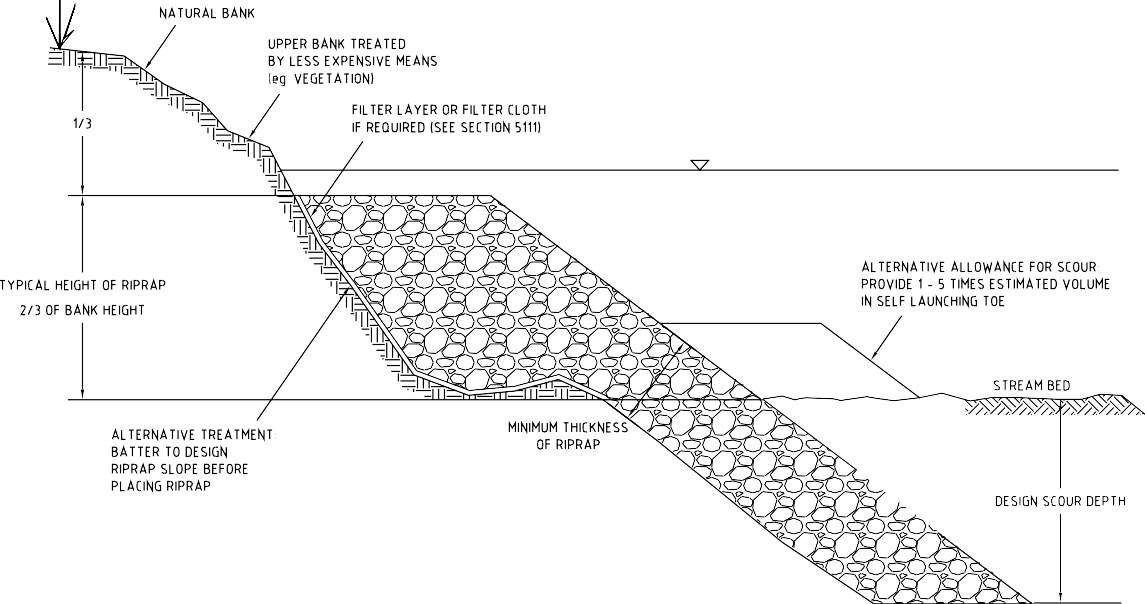 NATURAL BANK
UPPER BANK TREATED
BY LESS EXPENSIVE MEANS
(eg VEGETATION)
FILTER LAYER OR FILTER CLOTH
IF REQUIRED (SEE SECTION 5111)
1/3
TYPICAL HEIGHT OF RIPRAP
2/3 OF BANK HEIGHT
ALTERNATIVE ALLOWANCE FOR SCOUR:
PROVIDE 1 - 5 TIMES ESTIMATED VOLUME
IN SELF LAUNCHING TOE
STREAM BED
MINIMUM THICKNESS
OF RIPRAP
ALTERNATIVE TREATMENT:
BATTER TO DESIGN
RIPRAP SLOPE BEFORE
PLACING RIPRAP
DESIGN SCOUR DEPTH